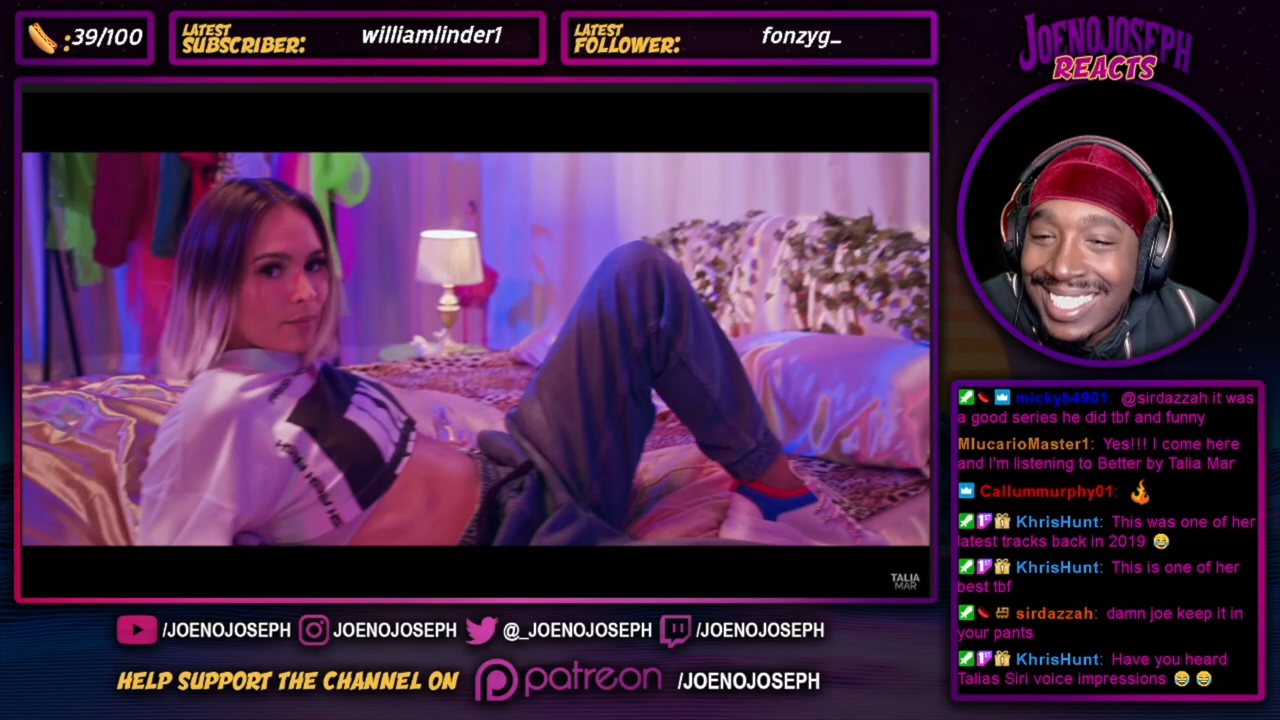 :39/100
LATEST SUBSCRIBER: williamlinder1
LATEST FOLLOWER: fonzyg_
JOENOJOSEPH
REACTS
TALIA
MAR
mickyb4901 @sirdazzah it was
a good series he did tbf and funny
MlucarioMaster1: Yes!!! I come here
and I'm listening to Better by Talia Mar
Callummurphy01:
KhrisHunt: This was one of her
latest tracks back in 2019
KhrisHunt: This is one of her
best tbf
sirdazzah: damn joe keep it in
your pants
KhrisHunt: Have you heard
Talias Siri voice impressions
/JOENOJOSEPH JOENOJOSEPH @_JOENOJOSEPH /JOENOJOSEPH
HELP SUPPORT THE CHANNEL ON patreon /JOENOJOSEPH